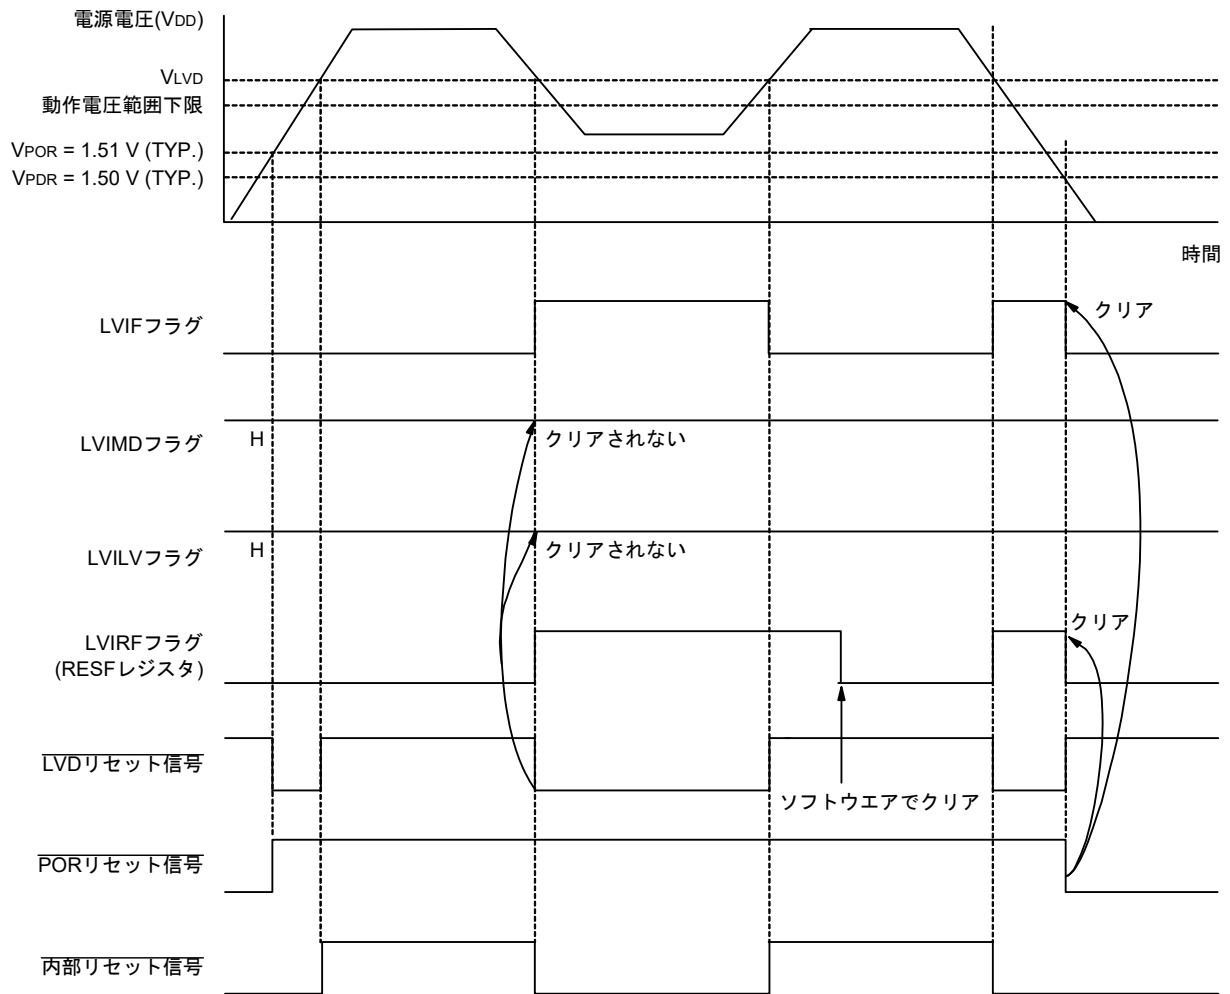 電源電圧(VDD)
VLVD
動作電圧範囲下限
VPOR = 1.51 V (TYP.)
VPDR = 1.50 V (TYP.)
時間
LVIFフラグ
クリア
LVIMDフラグ
H
クリアされない
LVILVフラグ
H
クリアされない
LVIRFフラグ
(RESFレジスタ)
クリア
LVDリセット信号
ソフトウエアでクリア
PORリセット信号
内部リセット信号